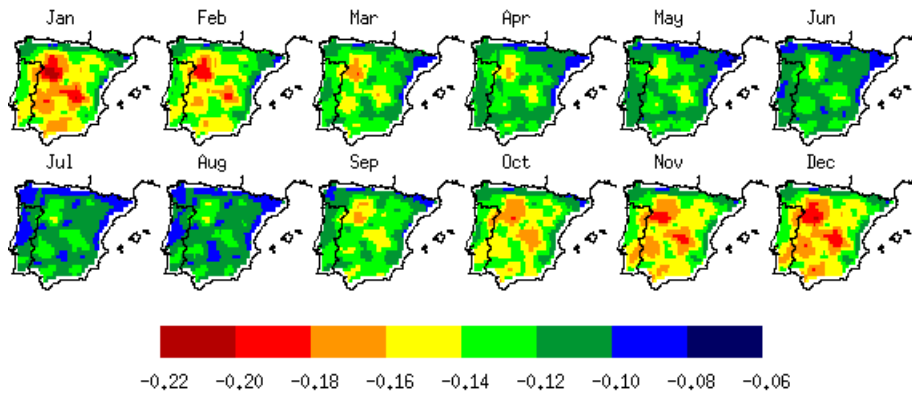 Jan Feb Mar Apr May Jun
Jul Aug Sep Oct Nov Dec
-0.22 -0.20 -0.18 -0.16 -0.14 -0.12 -0.10 -0.08 -0.06